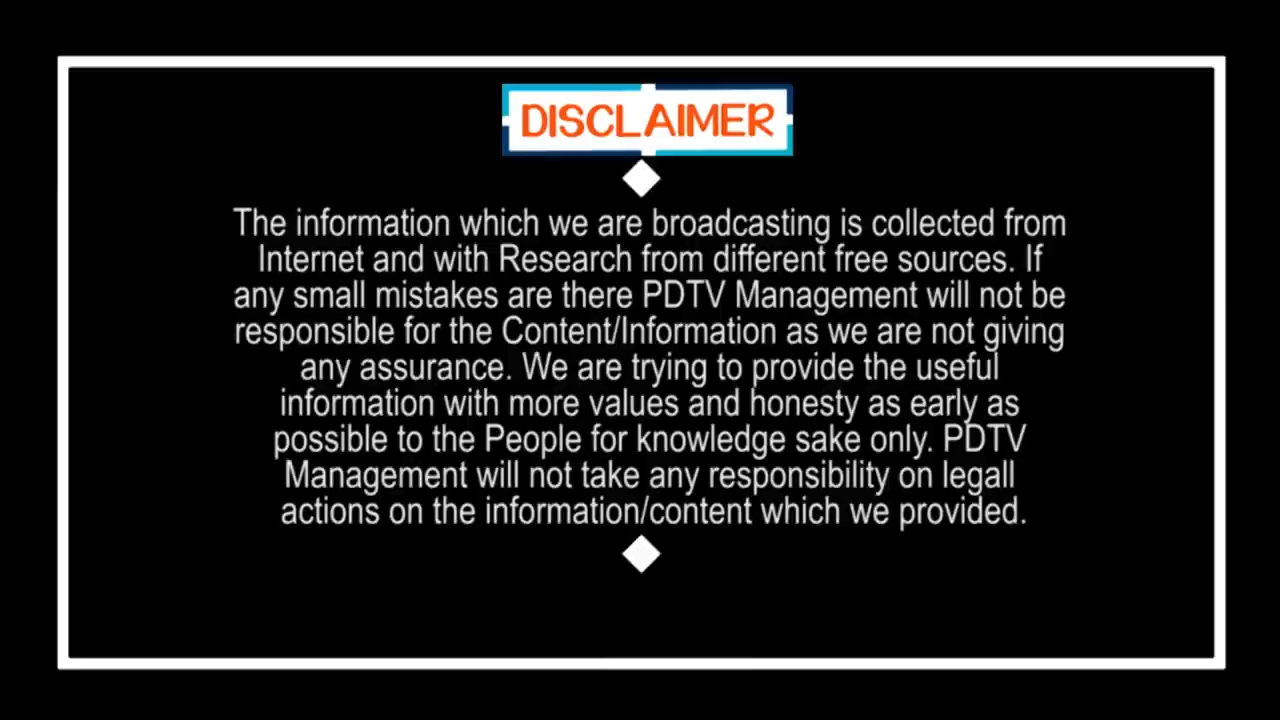 DISCLAIMER
The information which we are broadcasting is collected from
Internet and with Research from different free sources. If
any small mistakes are there PDTV Management will not be
responsible for the Content/Information as we are not giving
any assurance. We are trying to provide the useful
information with more values and honesty as early as
possible to the People for knowledge sake only. PDTV
Management will not take any responsibility on legall
actions on the information/content which we provided.